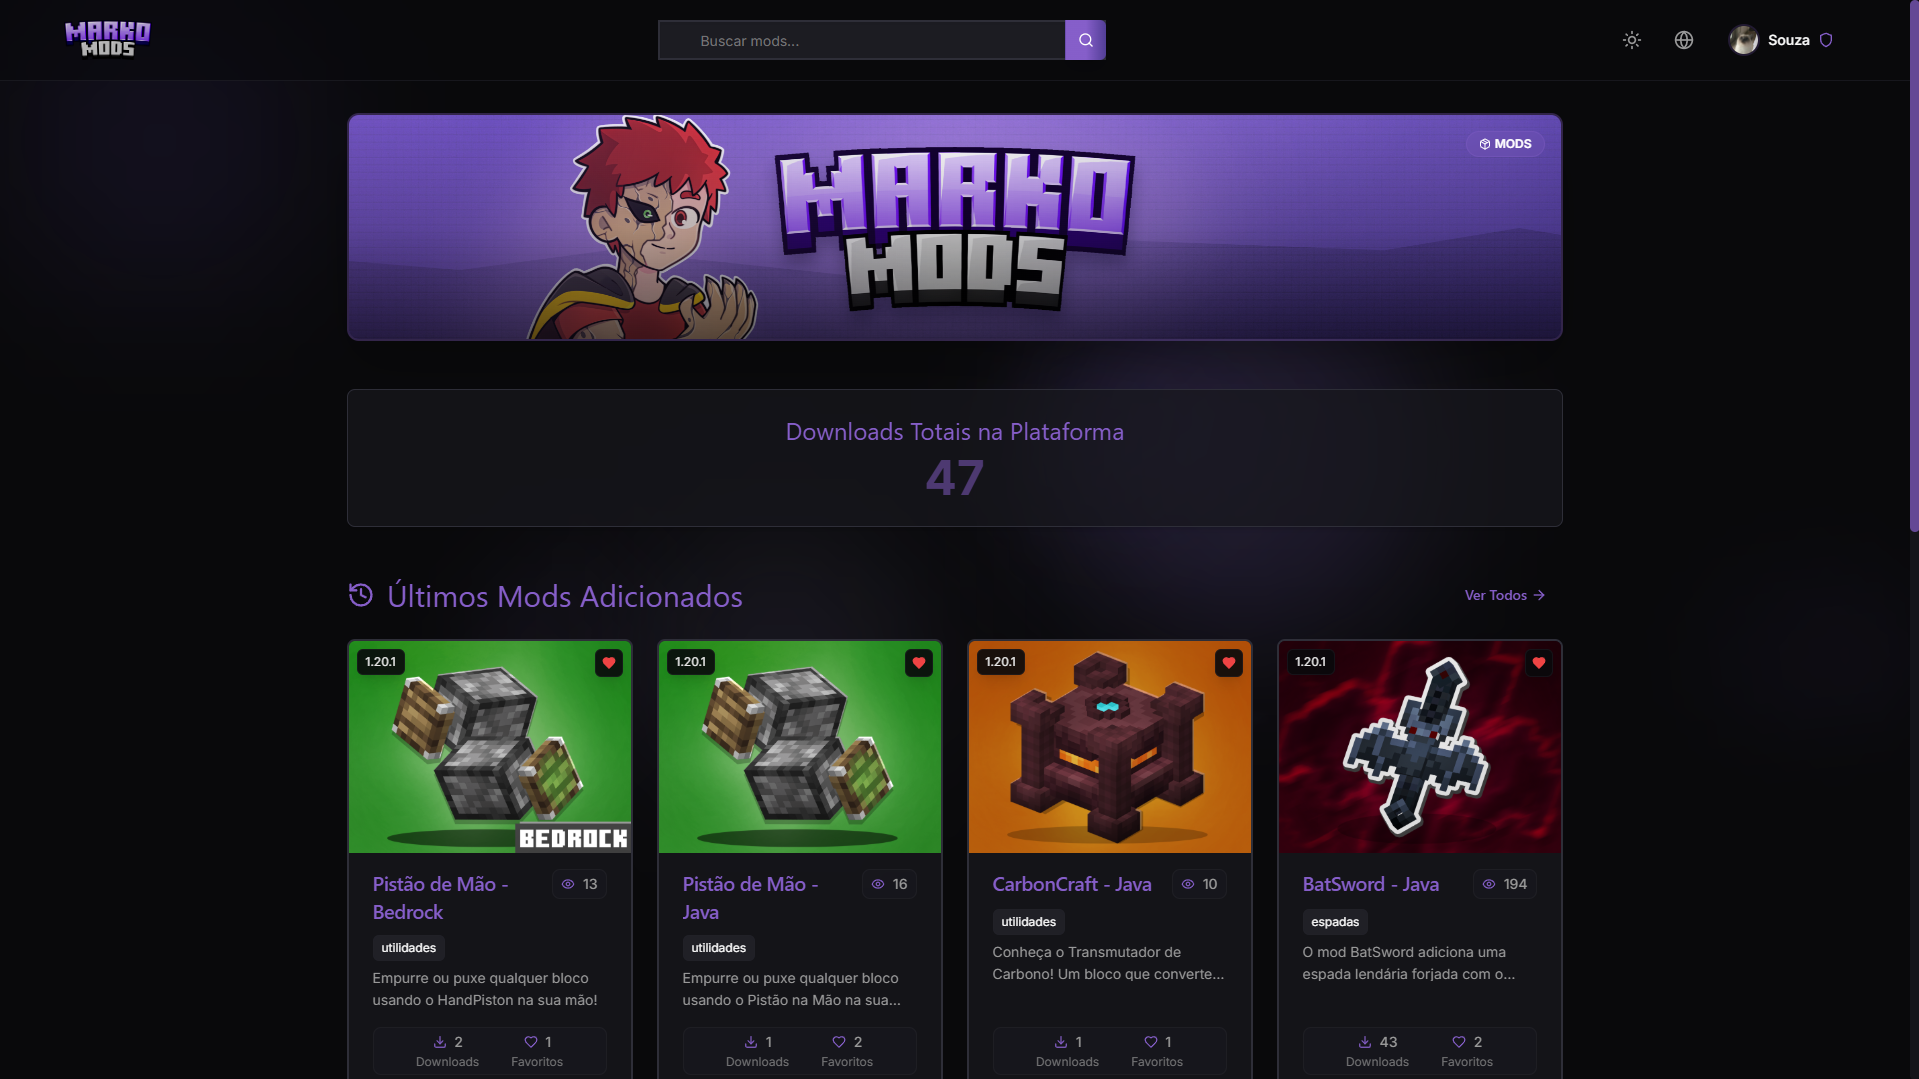 MARKO
MODS
Buscar mods...
Souza
MODS
MARKO
MODS
Downloads Totais na Plataforma
47
Últimos Mods Adicionados
Ver Todos
1.20.1
1.20.1
1.20.1
1.20.1
BEDROCK
Pistão de Mão -
Bedrock
13
utilidades
Empurre ou puxe qualquer bloco
usando o HandPiston na sua mão!
2
Downloads
1
Favoritos
Pistão de Mão -
Java
16
utilidades
Empurre ou puxe qualquer bloco
usando o Pistão na Mão na sua...
1
Downloads
2
Favoritos
CarbonCraft - Java
10
utilidades
Conheça o Transmutador de
Carbono! Um bloco que converte...
1
Downloads
1
Favoritos
BatSword - Java
194
espadas
O mod BatSword adiciona uma
espada lendária forjada com o...
43
Downloads
2
Favoritos